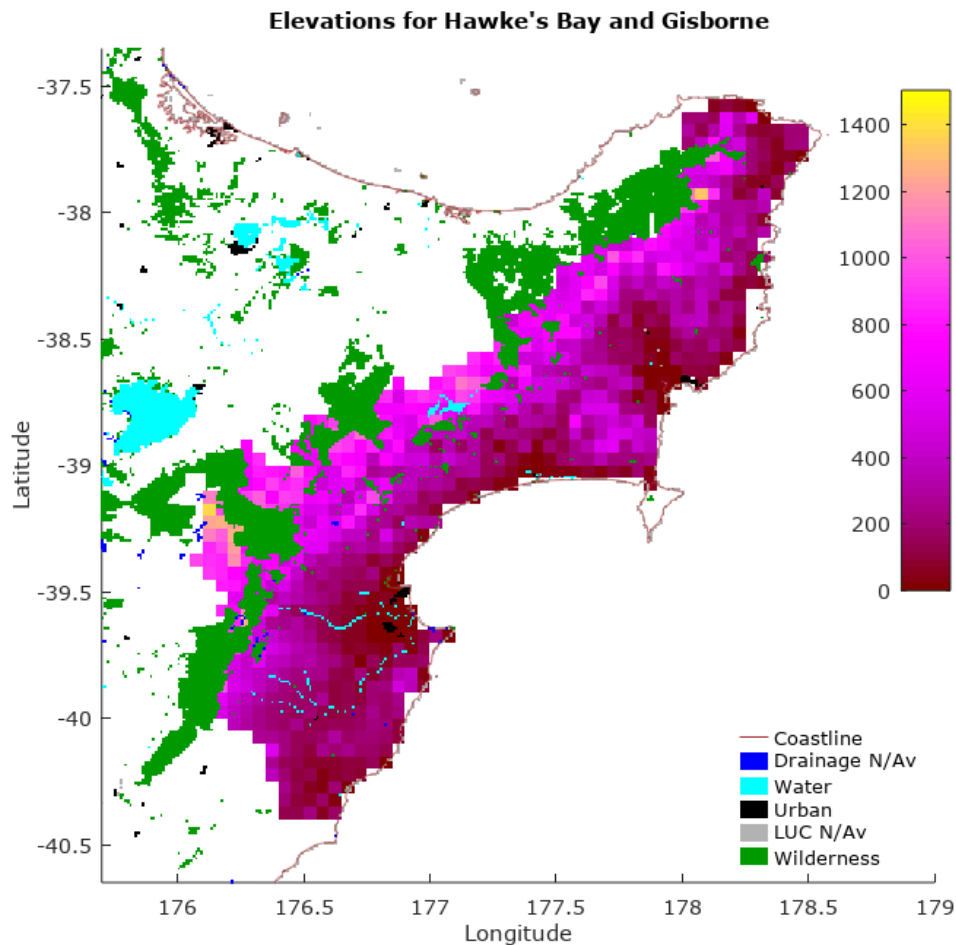 Elevations for Hawke's Bay and Gisborne
-37.5
-38
-38.5
-39
-39.5
-40
-40.5
Latitude
176
176.5
177
177.5
178
178.5
179
Longitude
1400
1200
1000
800
600
400
200
0
Coastline
Drainage N/Av
Water
Urban
LUC N/Av
Wilderness